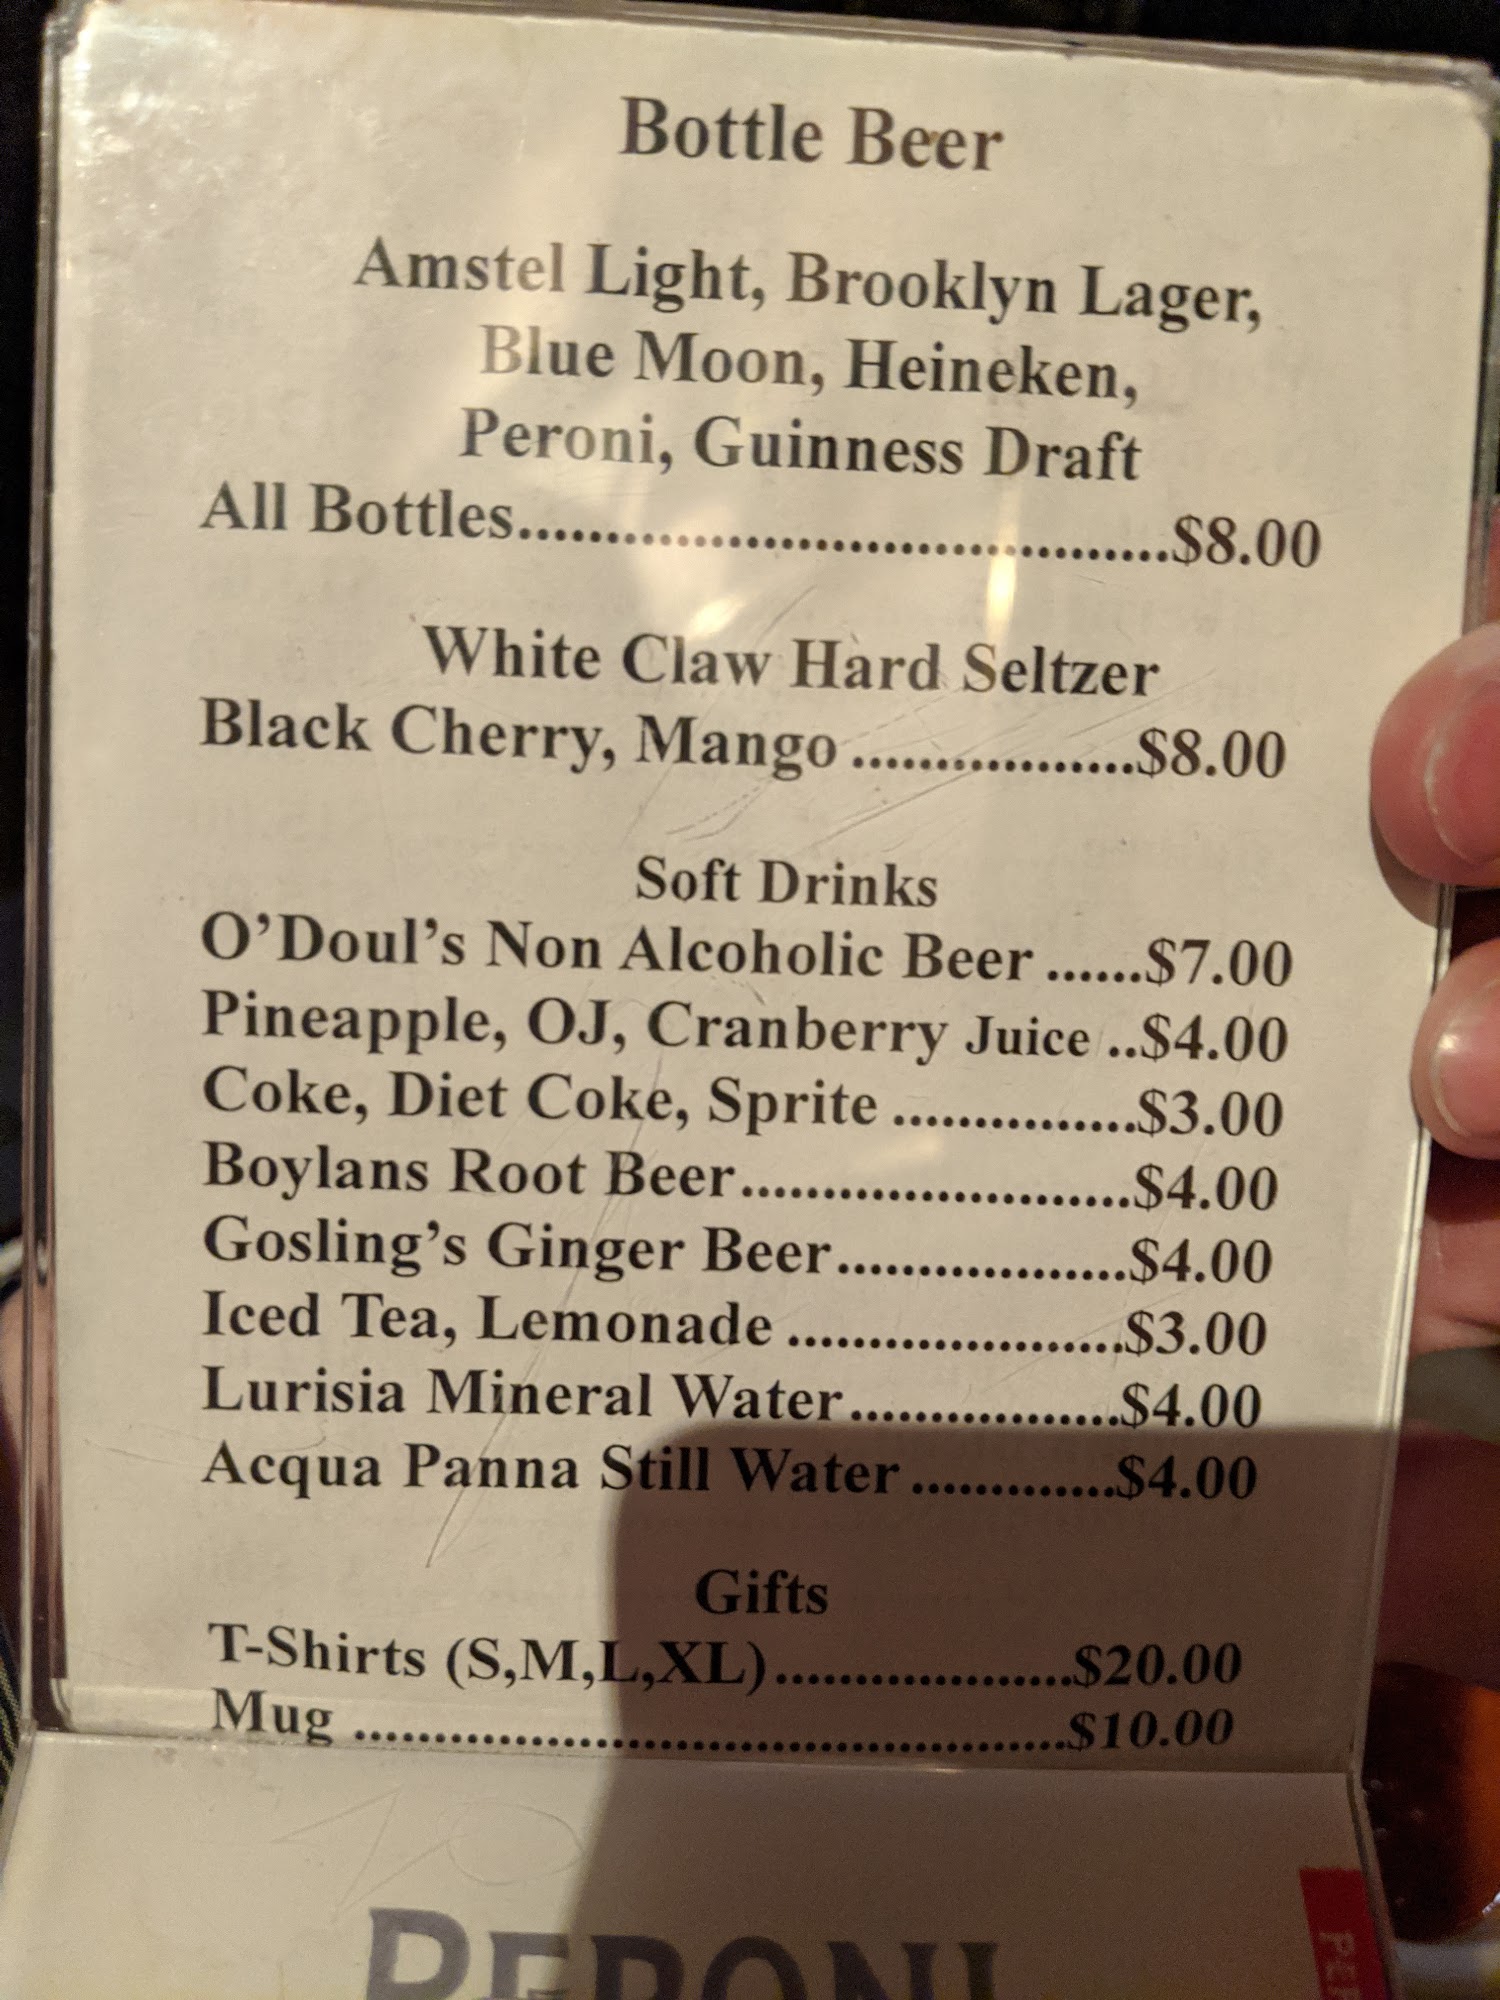 Bottle Beer
Amstel Light, Brooklyn Lager,
Blue Moon, Heineken,
Peroni, Guinness Draft
All Bottles.....................................$8.00
White Claw Hard Seltzer
Black Cherry, Mango ..................$8.00
Soft Drinks
O'Doul's Non Alcoholic Beer ......$7.00
Pineapple, OJ, Cranberry Juice ..$4.00
Coke, Diet Coke, Sprite ...............$3.00
Boylans Root Beer........................$4.00
Gosling's Ginger Beer..................$4.00
Iced Tea, Lemonade .....................$3.00
Lurisia Mineral Water.................$4.00
Acqua Panna Still Water .............$4.00
Gifts
T-Shirts (S,M,L,XL)...................$20.00
Mug .............................................$10.00
PERONI